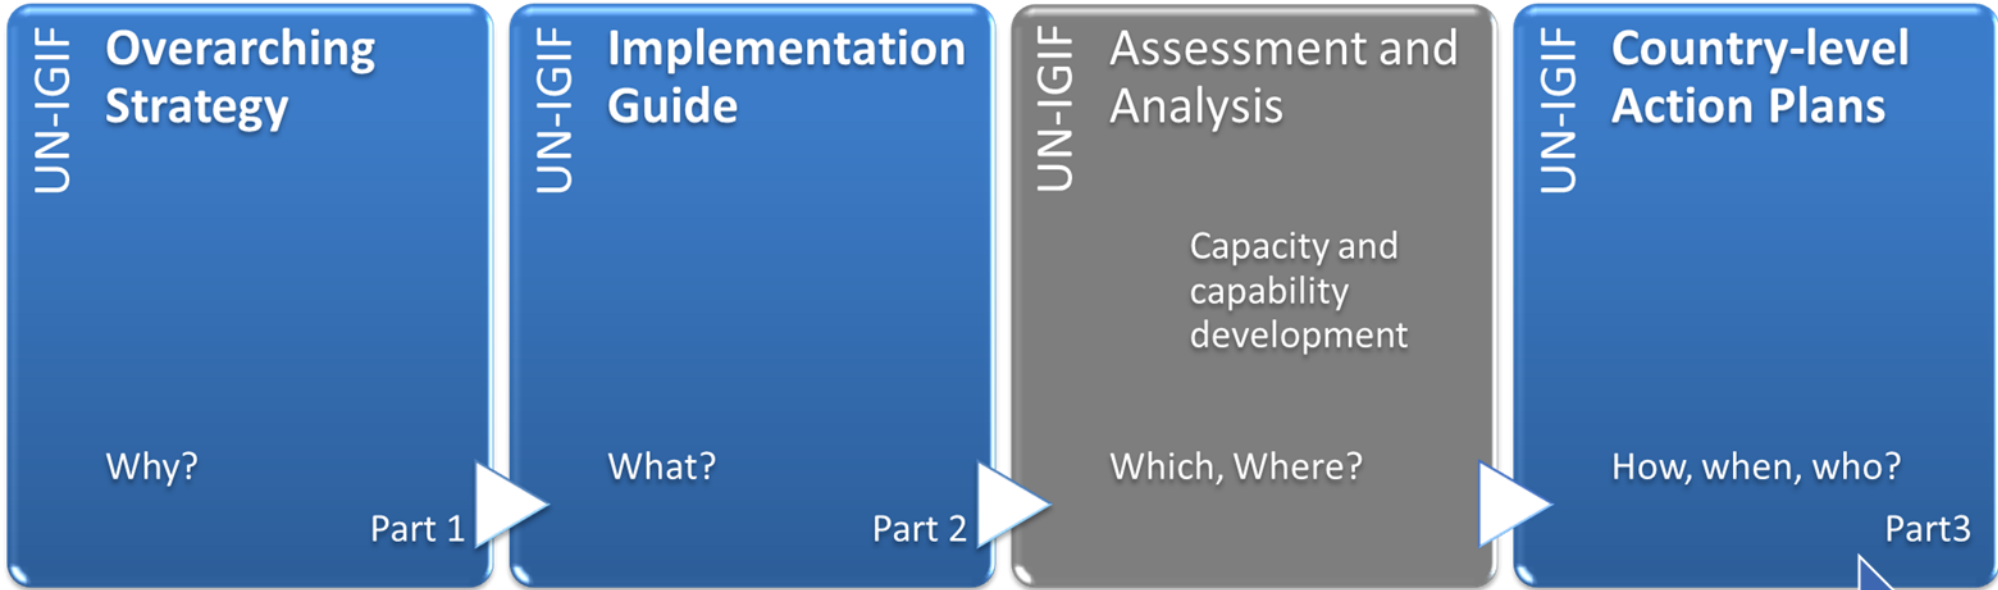 UN-IGIF
Overarching
Strategy
Why?
Part 1
UN-IGIF
Implementation
Guide
What?
Part 2
UN-IGIF
Assessment and
Analysis
Capacity and
capability
development
Which, Where?
UN-IGIF
Country-level
Action Plans
How, when, who?
Part3